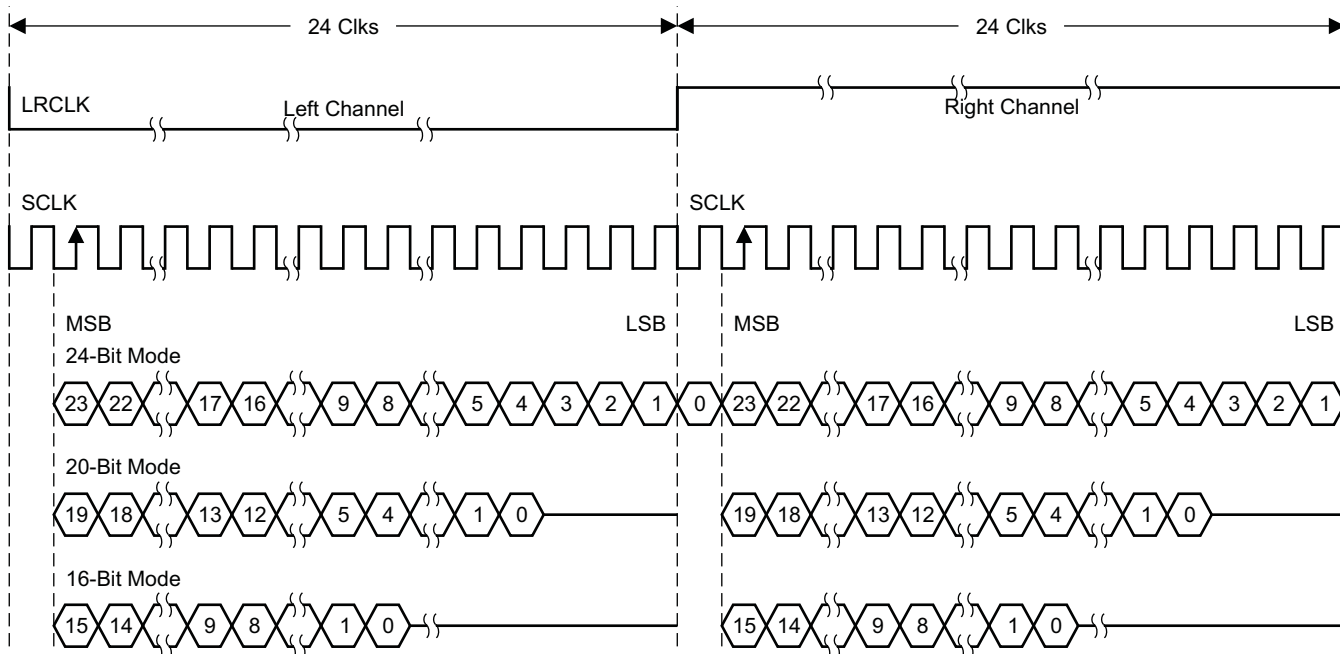 24 Clks 24 Clks
LRCLK Left Channel Right Channel
SCLK SCLK
MSB LSB MSB LSB
24-Bit Mode
23 22 17 16 9 8 5 4 3 2 1 0 23 22 17 16 9 8 5 4 3 2 1
20-Bit Mode
19 18 13 12 5 4 1 0 19 18 13 12 5 4 1 0
16-Bit Mode
15 14 9 8 1 0 15 14 9 8 1 0